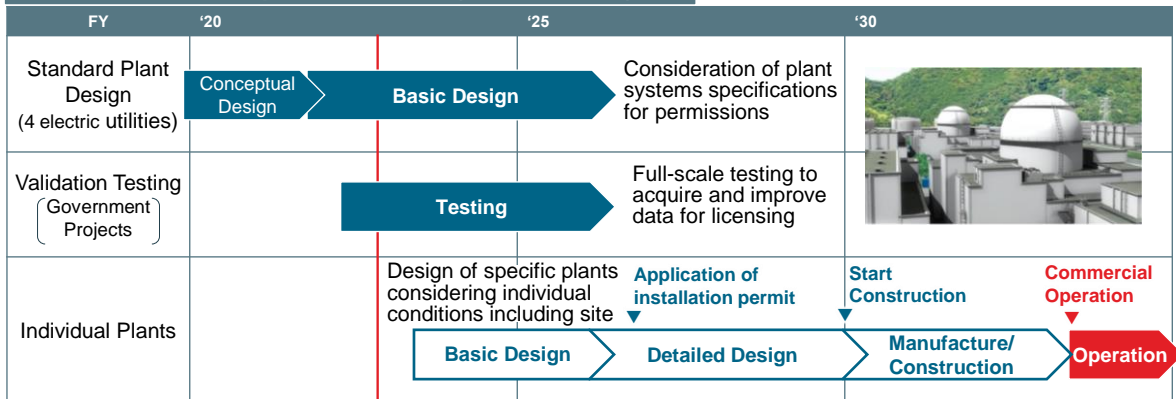 FY
‘20
‘25
‘30
Standard Plant
Design
(4 electric utilities)
Conceptual
Design
Basic Design
Consideration of plant
systems specifications
for permissions
Validation Testing
Government
Projects
Testing
Full-scale testing to
acquire and improve
data for licensing
Individual Plants
Design of specific plants
considering individual
conditions including site
Application of
installation permit
Start
Construction
Commercial
Operation
Basic Design
Detailed Design
Manufacture/
Construction
Operation